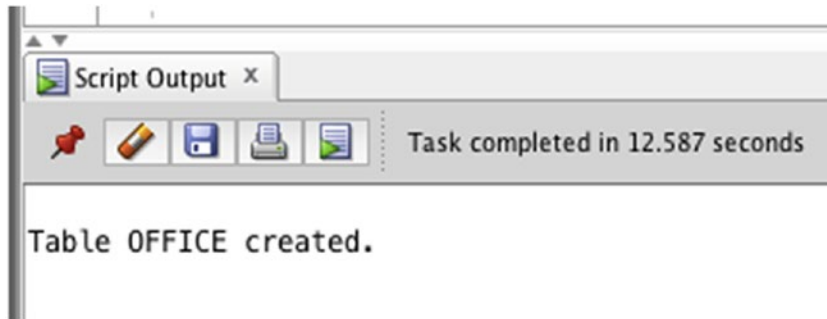 Script Output x
Task completed in 12.587 seconds
Table OFFICE created.